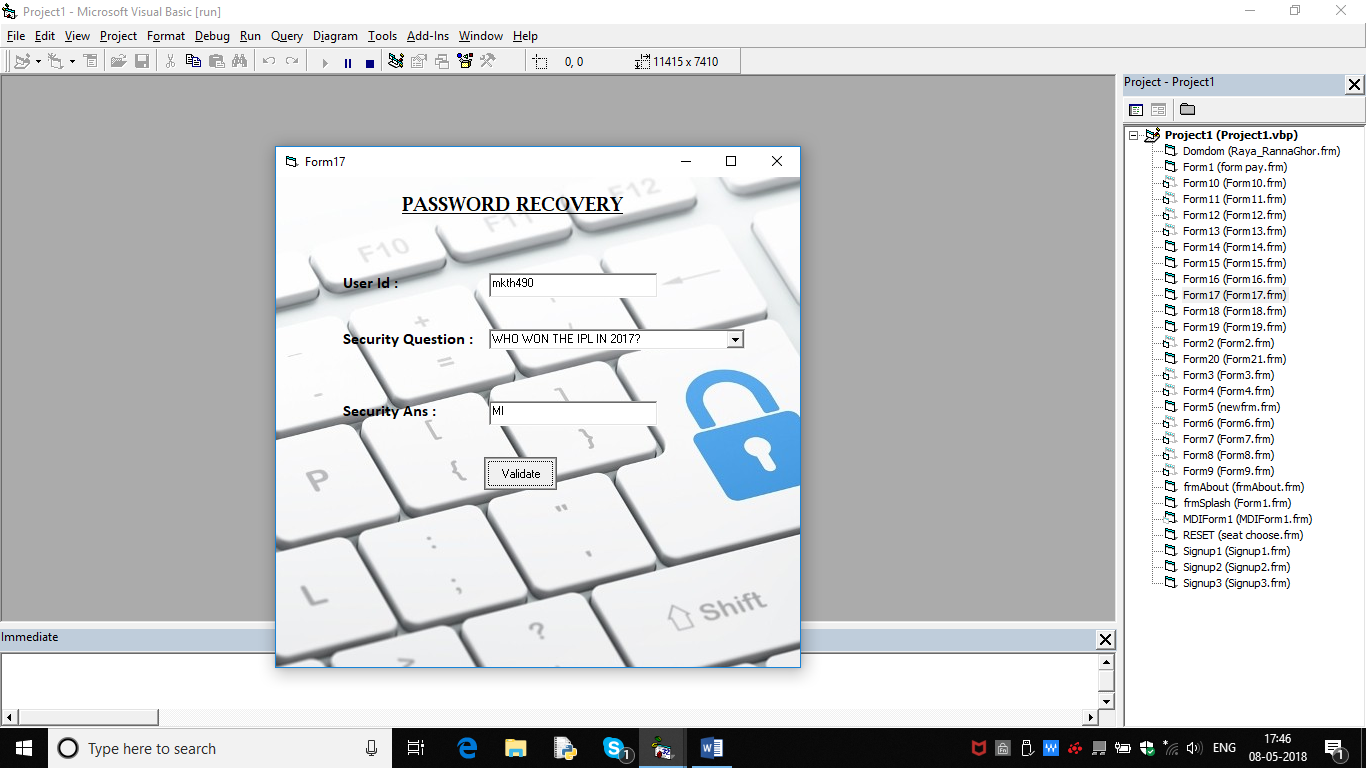 Project1 - Microsoft Visual Basic [run]
File Edit View Project Format Debug Run Query Diagram Tools Add-Ins Window Help
0, 0 11415 x 7410
Project - Project1
Project1 (Project1.vbp)
Domdom (Raya_RannaGhor.frm)
Form1 (form pay.frm)
Form10 (Form10.frm)
Form11 (Form11.frm)
Form12 (Form12.frm)
Form13 (Form13.frm)
Form14 (Form14.frm)
Form15 (Form15.frm)
Form16 (Form16.frm)
Form17 (Form17.frm)
Form18 (Form18.frm)
Form19 (Form19.frm)
Form2 (Form2.frm)
Form20 (Form21.frm)
Form3 (Form3.frm)
Form4 (Form4.frm)
Form5 (newfrm.frm)
Form6 (Form6.frm)
Form7 (Form7.frm)
Form8 (Form8.frm)
Form9 (Form9.frm)
frmAbout (frmAbout.frm)
frmSplash (Form1.frm)
MDIForm1 (MDIForm1.frm)
RESET (seat choose.frm)
Signup1 (Signup1.frm)
Signup2 (Signup2.frm)
Signup3 (Signup3.frm)
Form17
PASSWORD RECOVERY
User Id : mkth490
Security Question : WHO WON THE IPL IN 2017?
Security Ans : MI
Validate
F10 F11 F12
+
=
-
[
{
]
}
P
:
;
"
,
L
?
Z
Shift
Immediate
Type here to search
1
W
ENG
17:46
08-05-2018
1